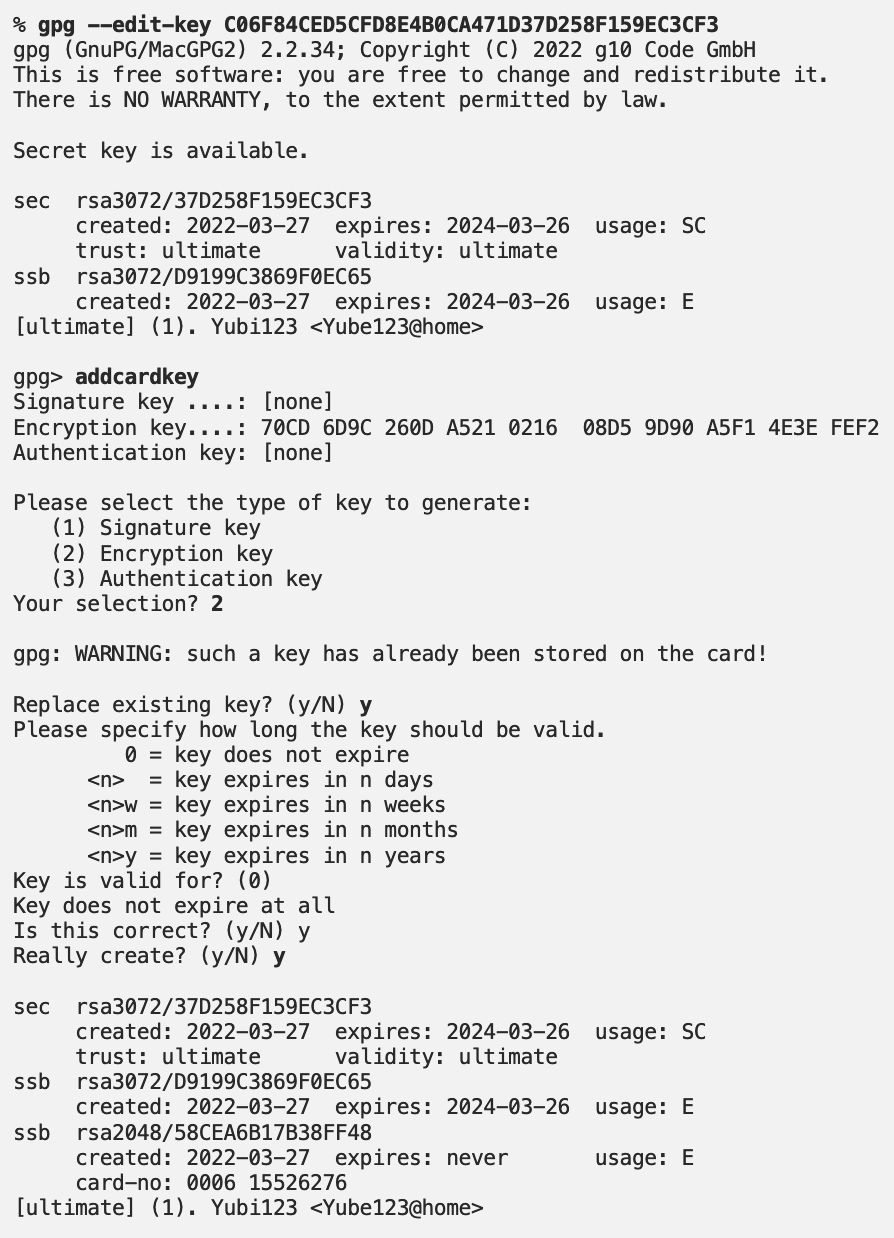 % gpg --edit-key C06F84CED5CFD8E4B0CA471D37D258F159EC3CF3
gpg (GnuPG/MacGPG2) 2.2.34; Copyright (C) 2022 g10 Code GmbH
This is free software: you are free to change and redistribute it.
There is NO WARRANTY, to the extent permitted by law.

Secret key is available.

sec  rsa3072/37D258F159EC3CF3
     created: 2022-03-27  expires: 2024-03-26  usage: SC
     trust: ultimate      validity: ultimate
ssb  rsa3072/D9199C3869F0EC65
     created: 2022-03-27  expires: 2024-03-26  usage: E
[ultimate] (1). Yubi123 <Yube123@home>

gpg> addcardkey
Signature key ....: [none]
Encryption key....: 70CD 6D9C 260D A521 0216  08D5 9D90 A5F1 4E3E FEF2
Authentication key: [none]

Please select the type of key to generate:
   (1) Signature key
   (2) Encryption key
   (3) Authentication key
Your selection? 2

gpg: WARNING: such a key has already been stored on the card!

Replace existing key? (y/N) y
Please specify how long the key should be valid.
         0 = key does not expire
      <n>  = key expires in n days
      <n>w = key expires in n weeks
      <n>m = key expires in n months
      <n>y = key expires in n years
Key is valid for? (0)
Key does not expire at all
Is this correct? (y/N) y
Really create? (y/N) y

sec  rsa3072/37D258F159EC3CF3
     created: 2022-03-27  expires: 2024-03-26  usage: SC
     trust: ultimate      validity: ultimate
ssb  rsa3072/D9199C3869F0EC65
     created: 2022-03-27  expires: 2024-03-26  usage: E
ssb  rsa2048/58CEA6B17B38FF48
     created: 2022-03-27  expires: never       usage: E
     card-no: 0006 15526276
[ultimate] (1). Yubi123 <Yube123@home>